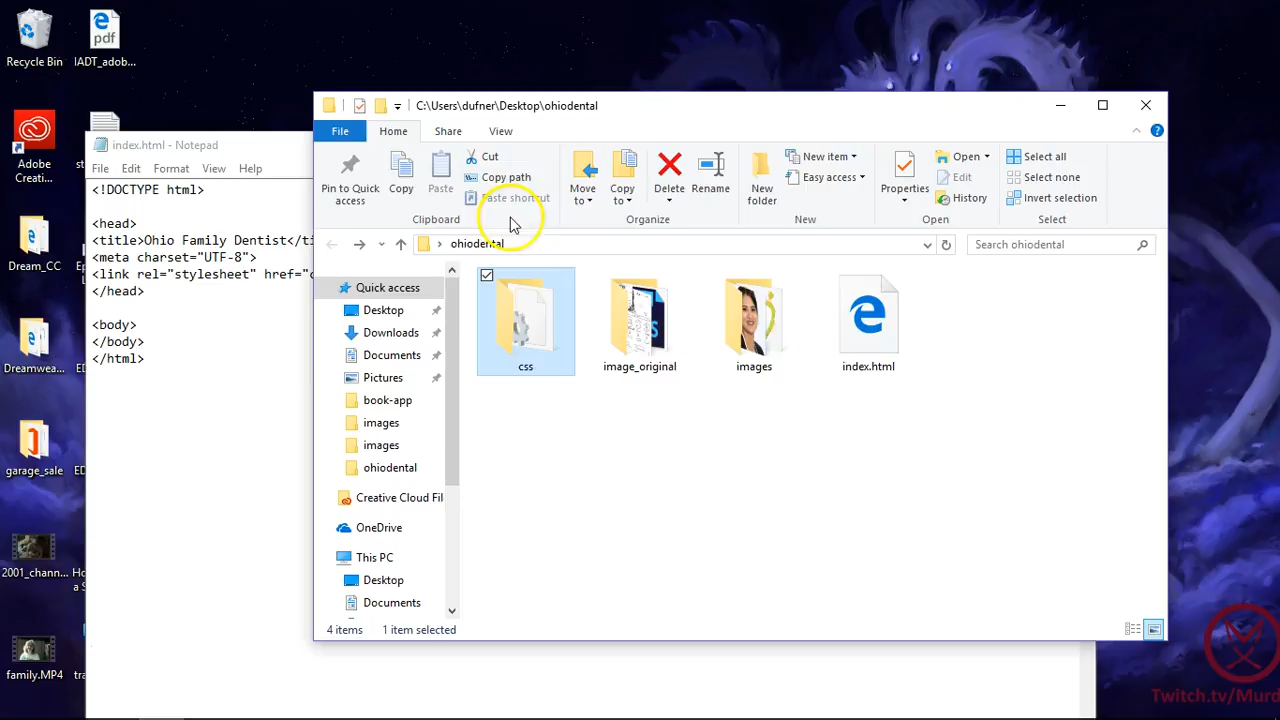 Recycle Bin
IADT_adob...
Adobe
Creati...
Dream_CC
Dreamwea...
garage_sale
2001_chann...
family.MP4
index.html - Notepad
File Edit Format View Help
<!DOCTYPE html>
<head>
<title>Ohio Family Dentist</ti
<meta charset="UTF-8">
<link rel="stylesheet" href="c
</head>
<body>
</body>
</html>
C:\Users\dufner\Desktop\ohiodental
File Home Share View
Pin to Quick
access
Copy
Paste
Cut
Copy path
Paste shortcut
Clipboard
Move
to
Copy
to
Delete
Rename
Organize
New
folder
New item
Easy access
New
Properties
Open
Edit
History
Open
Select all
Select none
Invert selection
Select
ohiodental
Search ohiodental
Quick access
Desktop
Downloads
Documents
Pictures
book-app
images
images
ohiodental
Creative Cloud Fil
OneDrive
This PC
Desktop
Documents
css
image_original
images
index.html
4 items 1 item selected
Twitch.tv/Murd